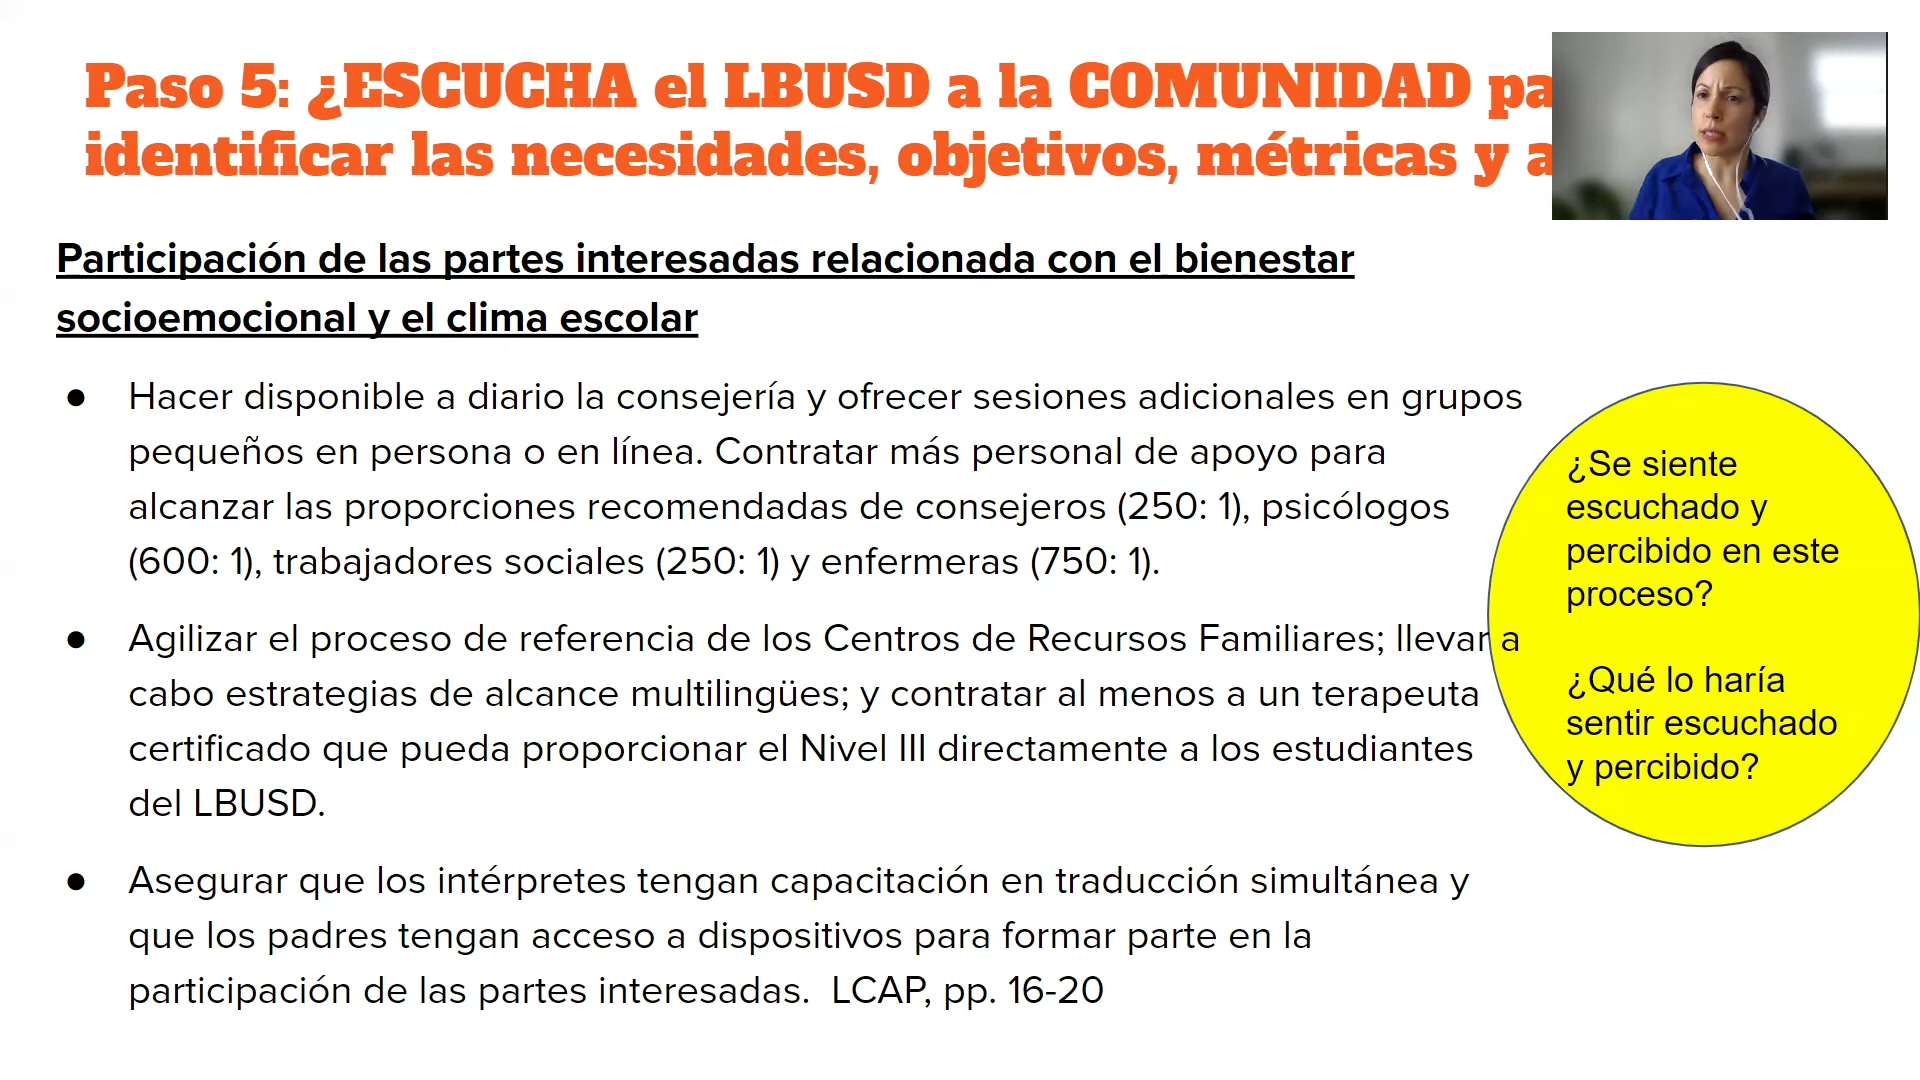 Paso 5: ¿ESCUCHA el LBUSD a la COMUNIDAD
identificar las necesidades, objetivos, métricas y
Participación de las partes interesadas relacionada con el bienestar
socioemocional y el clima escolar
● Hacer disponible a diario la consejería y ofrecer sesiones adicionales en grupos
pequeños en persona o en línea. Contratar más personal de apoyo para
alcanzar las proporciones recomendadas de consejeros (250: 1), psicólogos
(600: 1), trabajadores sociales (250: 1) y enfermeras (750: 1).
● Agilizar el proceso de referencia de los Centros de Recursos Familiares; llevar a
cabo estrategias de alcance multilingües; y contratar al menos a un terapeuta
certificado que pueda proporcionar el Nivel III directamente a los estudiantes
del LBUSD.
● Asegurar que los intérpretes tengan capacitación en traducción simultánea y
que los padres tengan acceso a dispositivos para formar parte en la
participación de las partes interesadas. LCAP, pp. 16-20
¿Se siente
escuchado y
percibido en este
proceso?
¿Qué lo haría
sentir escuchado
y percibido?